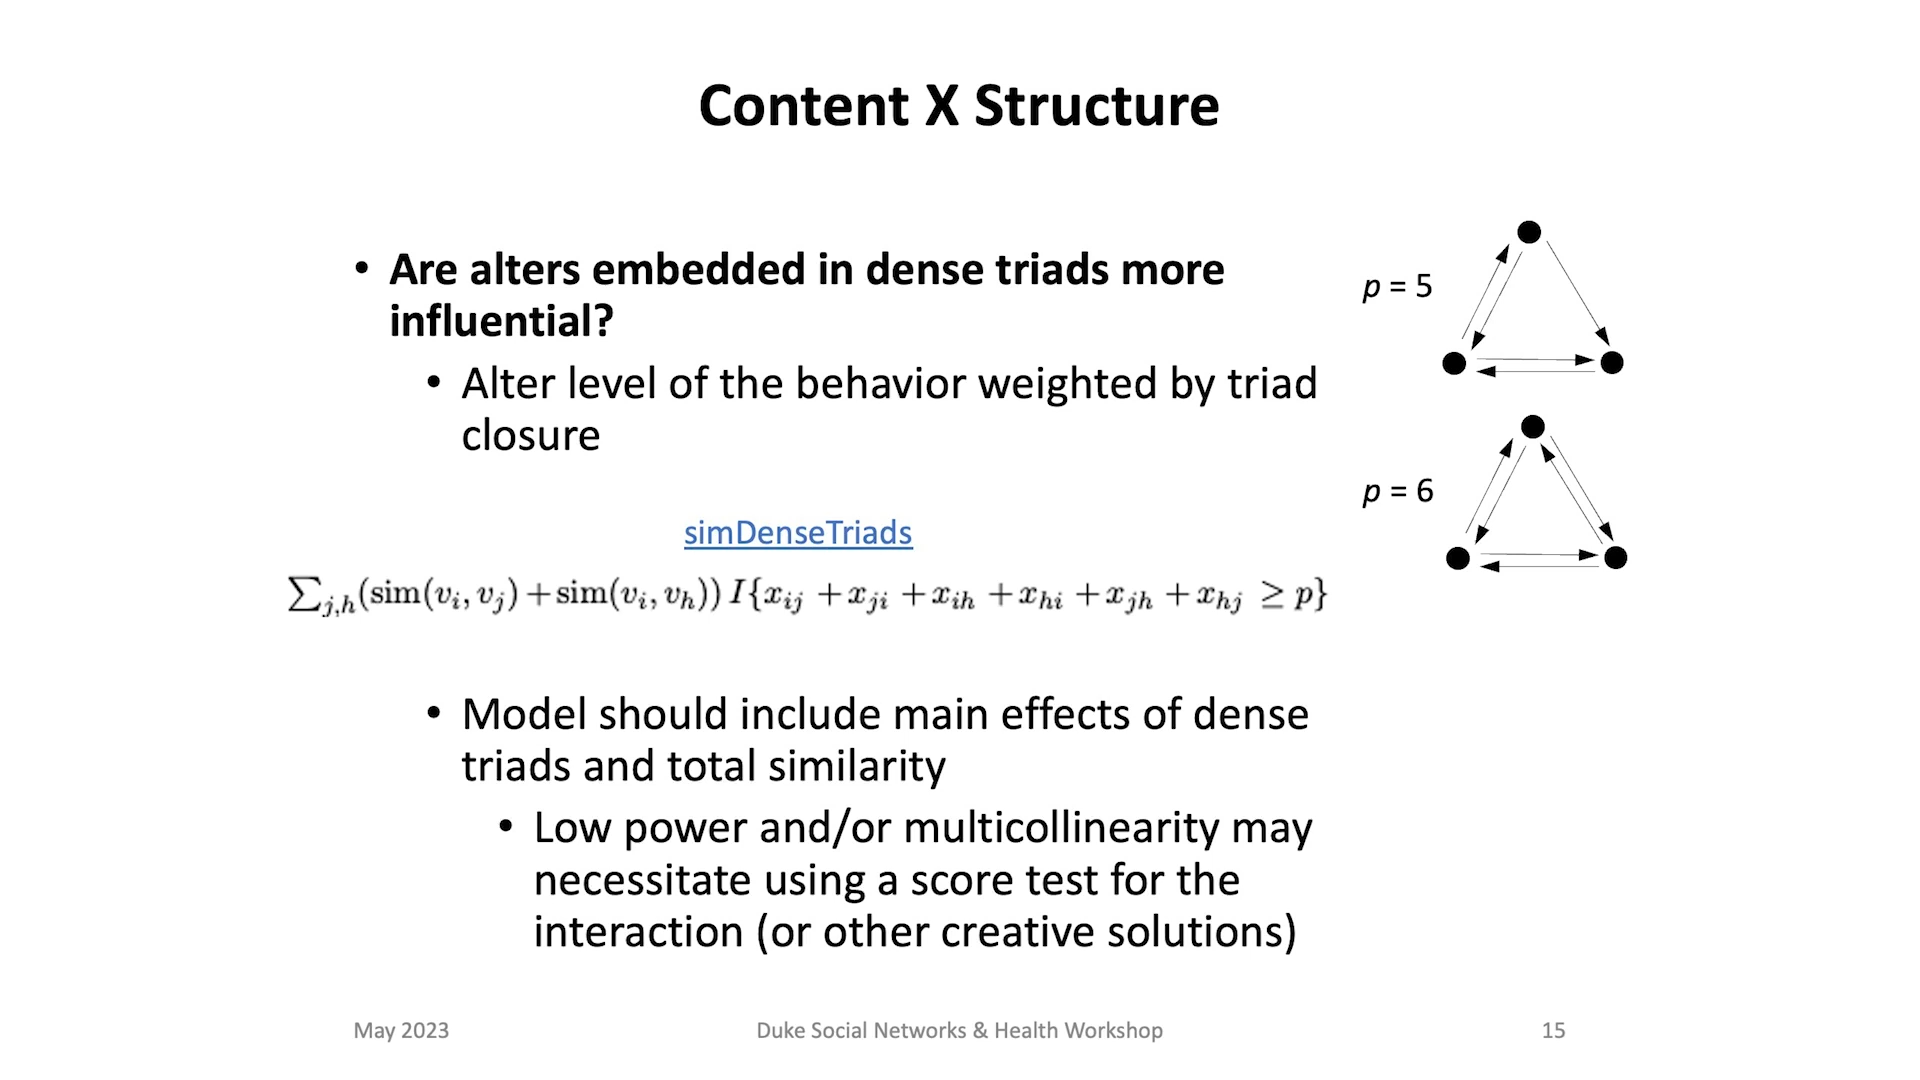 Content X Structure
• Are alters embedded in dense triads more
influential?
• Alter level of the behavior weighted by triad
closure
simDenseTriads
∑j,h(sim(vi, vj) + sim(vi, vh)) I{xij + xji + xih + xhi + xjh + xhj ≥ p}
• Model should include main effects of dense
triads and total similarity
• Low power and/or multicollinearity may
necessitate using a score test for the
interaction (or other creative solutions)
p = 5
p = 6
May 2023
Duke Social Networks & Health Workshop
15